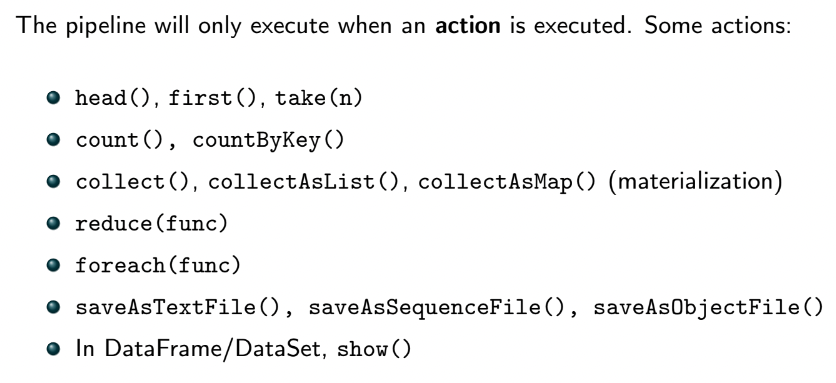 The pipeline will only execute when an action is executed. Some actions:
head(), first(), take(n)
count(), countByKey()
collect(), collectAsList(), collectAsMap() (materialization)
reduce(func)
foreach(func)
saveAsTextFile(), saveAsSequenceFile(), saveAsObjectFile()
In DataFrame/DataSet, show()